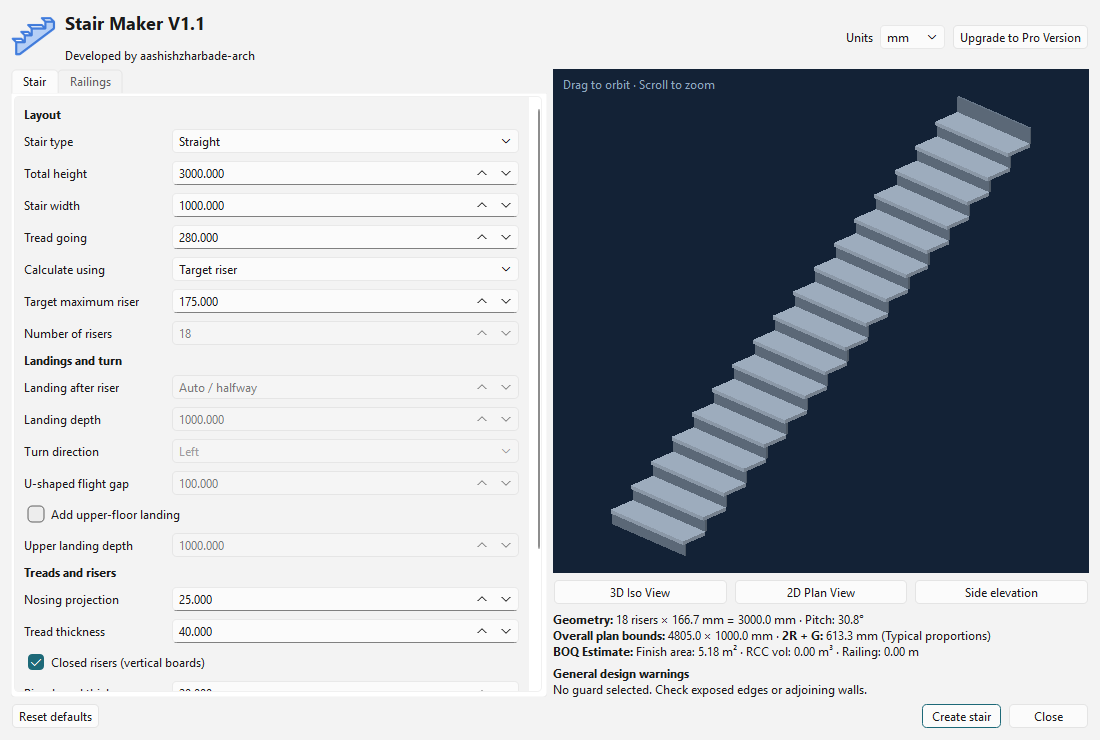 Stair Maker V1.1
Developed by aashishzharbade-arch
Units mm Upgrade to Pro Version
Stair Railings
Layout
Stair type Straight
Total height 3000.000
Stair width 1000.000
Tread going 280.000
Calculate using Target riser
Target maximum riser 175.000
Number of risers 18
Landings and turn
Landing after riser Auto / halfway
Landing depth 1000.000
Turn direction Left
U-shaped flight gap 100.000
Add upper-floor landing
Upper landing depth 1000.000
Treads and risers
Nosing projection 25.000
Tread thickness 40.000
Closed risers (vertical boards)
Reset defaults
Drag to orbit · Scroll to zoom
3D Iso View 2D Plan View Side elevation
Geometry: 18 risers × 166.7 mm = 3000.0 mm · Pitch: 30.8°
Overall plan bounds: 4805.0 × 1000.0 mm · 2R + G: 613.3 mm (Typical proportions)
BOQ Estimate: Finish area: 5.18 m² · RCC vol: 0.00 m³ · Railing: 0.00 m
General design warnings
No guard selected. Check exposed edges or adjoining walls.
Create stair Close